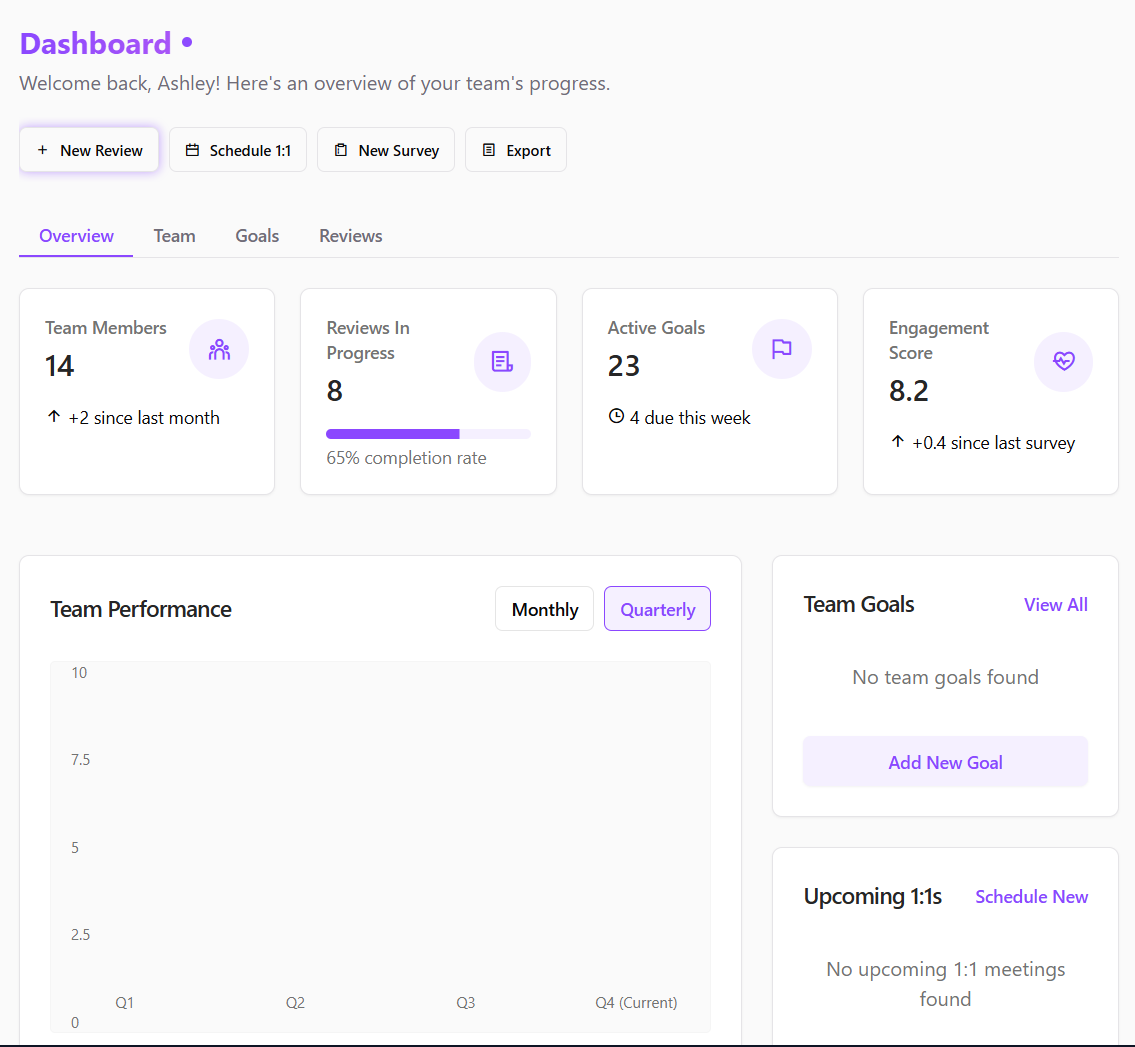 Dashboard
Welcome back, Ashley! Here's an overview of your team's progress.
New Review
Schedule 1:1
New Survey
Export
Overview
Team
Goals
Reviews
Team Members
14
+2 since last month
Reviews In
Progress
8
65% completion rate
Active Goals
23
4 due this week
Engagement
Score
8.2
+0.4 since last survey
Team Performance
Monthly
Quarterly
10
7.5
5
2.5
0
Q1
Q2
Q3
Q4 (Current)
Team Goals
View All
No team goals found
Add New Goal
Upcoming 1:1s
Schedule New
No upcoming 1:1 meetings
found